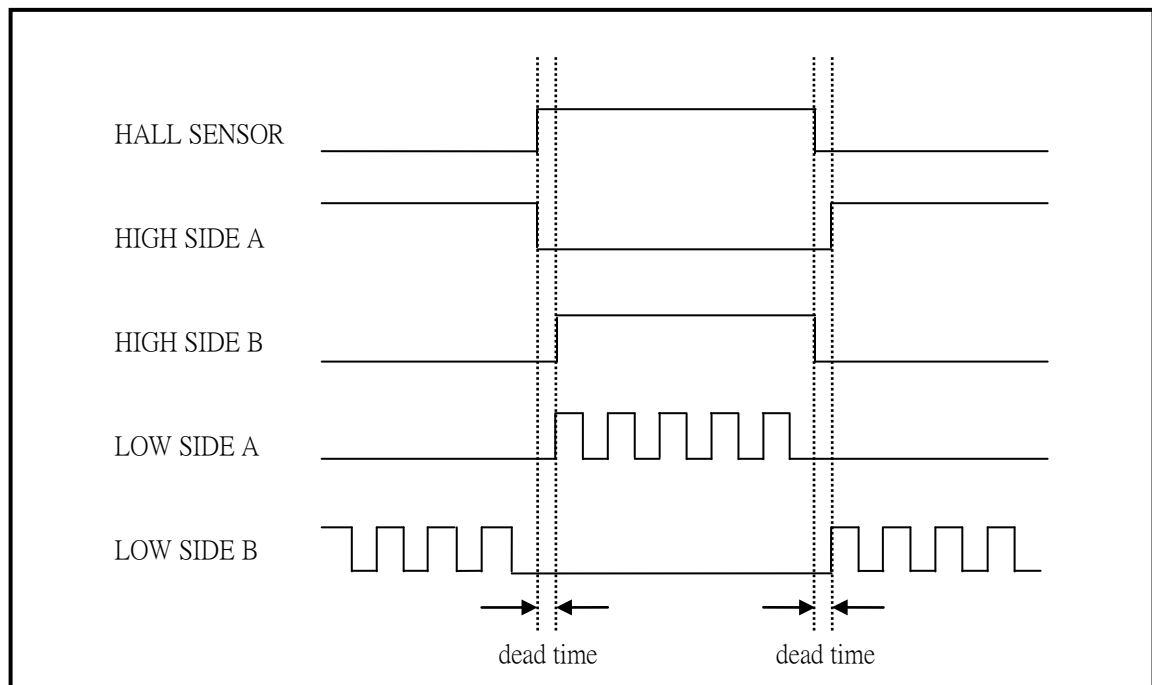 HALL SENSOR
HIGH SIDE A
HIGH SIDE B
LOW SIDE A
LOW SIDE B
dead time
dead time